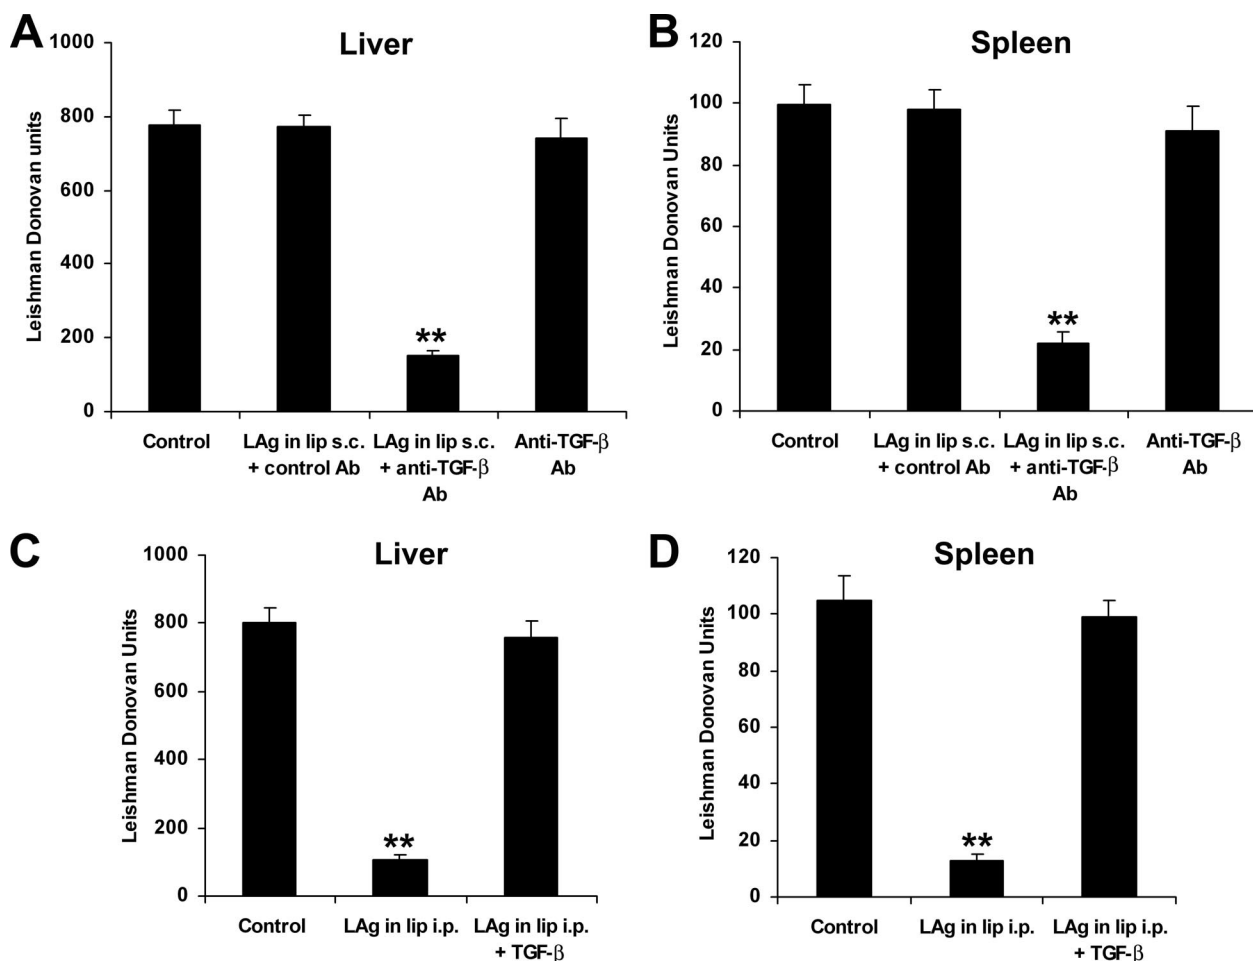 A
Liver
Leishman Donovan units
1000
800
600
400
200
0
**
Control
LAg in lip s.c.
+ control Ab
LAg in lip s.c.
+ anti-TGF-β
Ab
Anti-TGF-β
Ab
B
Spleen
Leishman Donovan Units
120
100
80
60
40
20
0
**
Control
LAg in lip s.c.
+ control Ab
LAg in lip s.c.
+ anti-TGF-β
Ab
Anti-TGF-β
Ab
C
Liver
Leishman Donovan Units
1000
800
600
400
200
0
**
Control
LAg in lip i.p.
LAg in lip i.p.
+ TGF-β
D
Spleen
Leishman Donovan Units
120
100
80
60
40
20
0
**
Control
LAg in lip i.p.
LAg in lip i.p.
+ TGF-β